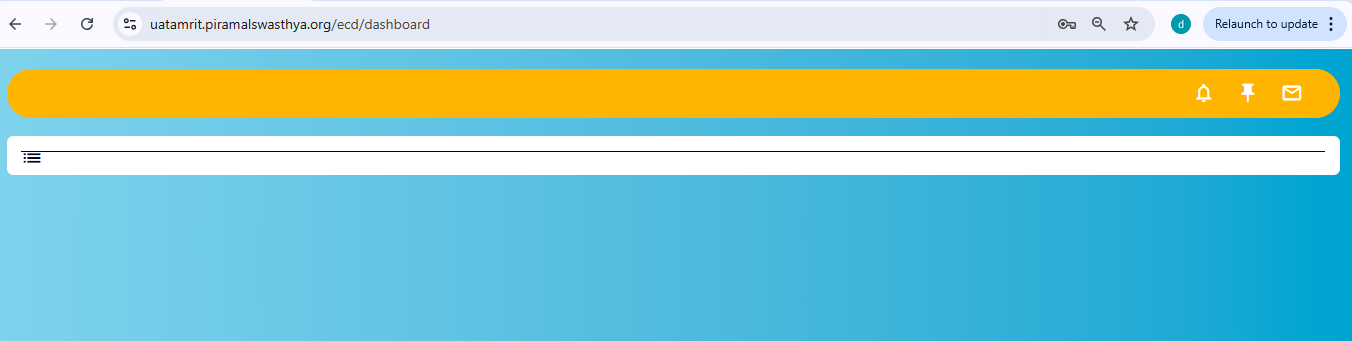 uatamrit.piramalswasthya.org/ecd/dashboard
d
Relaunch to update